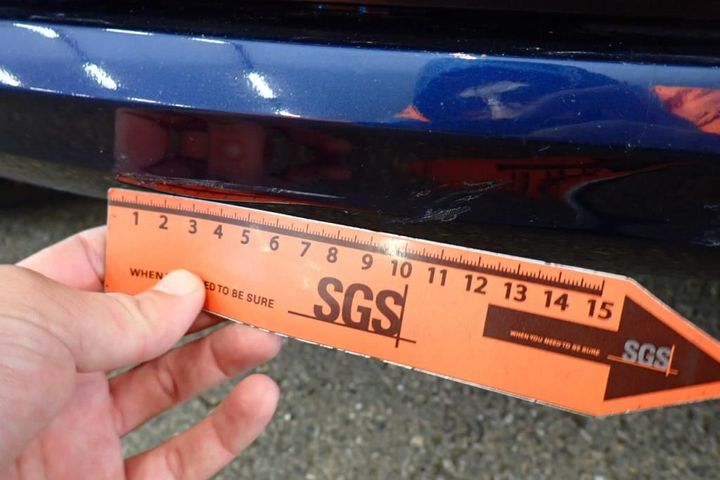 1 2 3 4 5 6 7 8 9 10 11 12 13 14 15
WHEN ED TO BE SURE
SGS
WHEN YOU NEED TO BE SURE
SGS